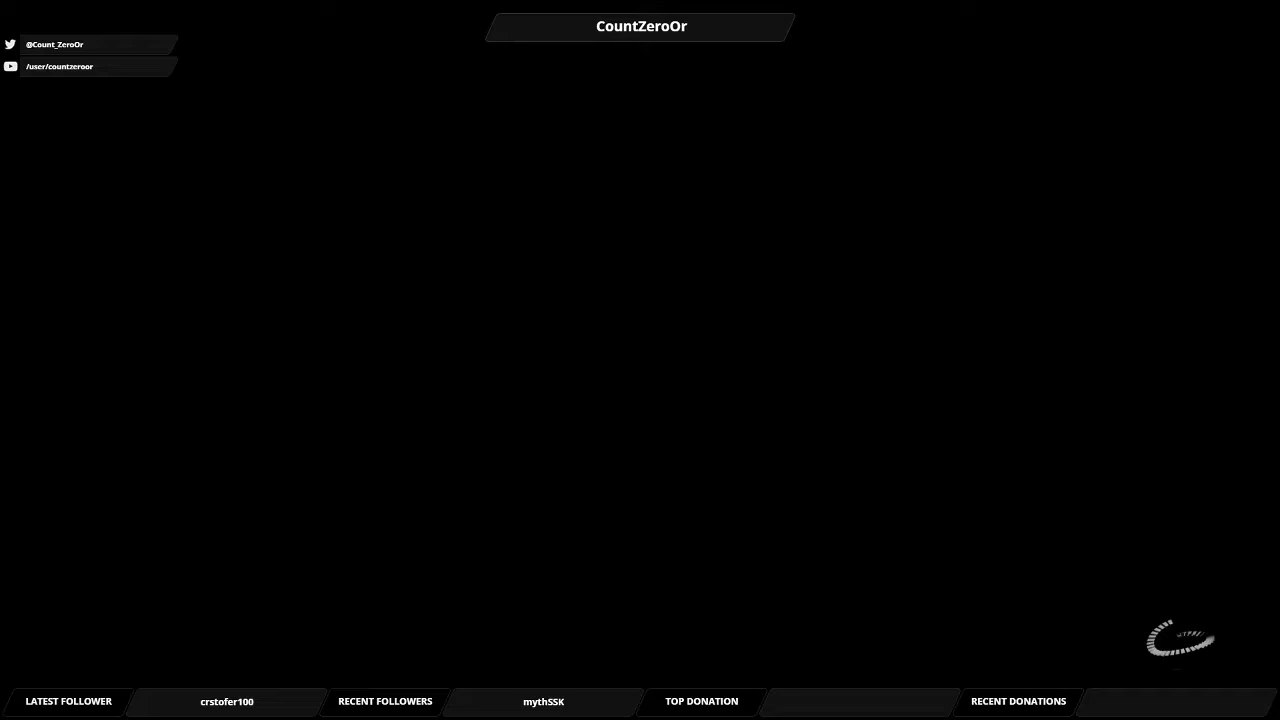 CountZeroOr
@Count_ZeroOr
/user/countzeroor
LATEST FOLLOWER
crstofer100
RECENT FOLLOWERS
mythSSK
TOP DONATION
RECENT DONATIONS